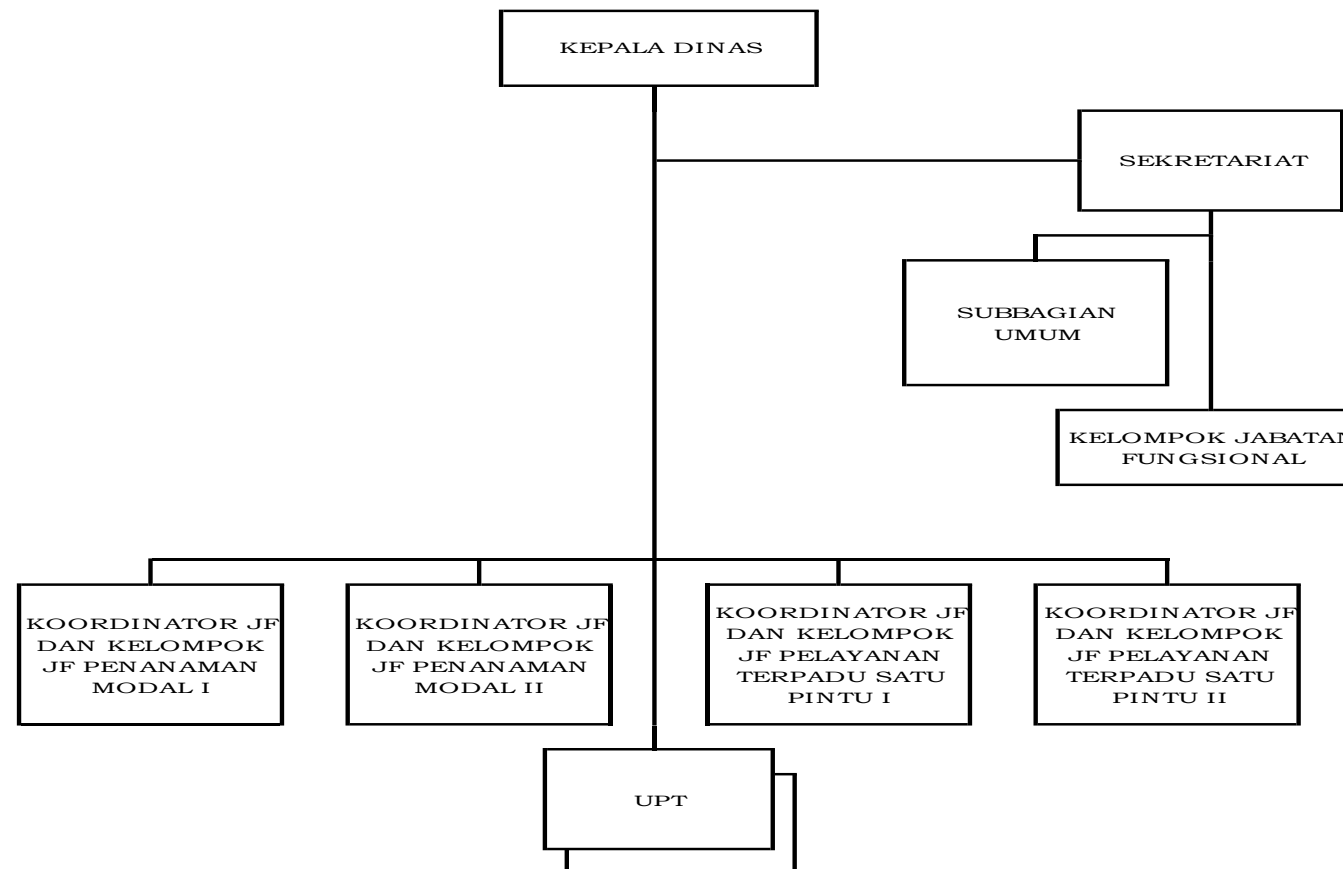 KEPALA DINAS
SEKRETARIAT
SUBBAGIAN
UMUM
KELOMPOK JABATAN
FUNGSIONAL
KOORDINATOR JF
DAN KELOMPOK
JF PENANAMAN
MODAL I
KOORDINATOR JF
DAN KELOMPOK
JF PENANAMAN
MODAL II
KOORDINATOR JF
DAN KELOMPOK
JF PELAYANAN
TERPADU SATU
PINTU I
KOORDINATOR JF
DAN KELOMPOK
JF PELAYANAN
TERPADU SATU
PINTU II
UPT